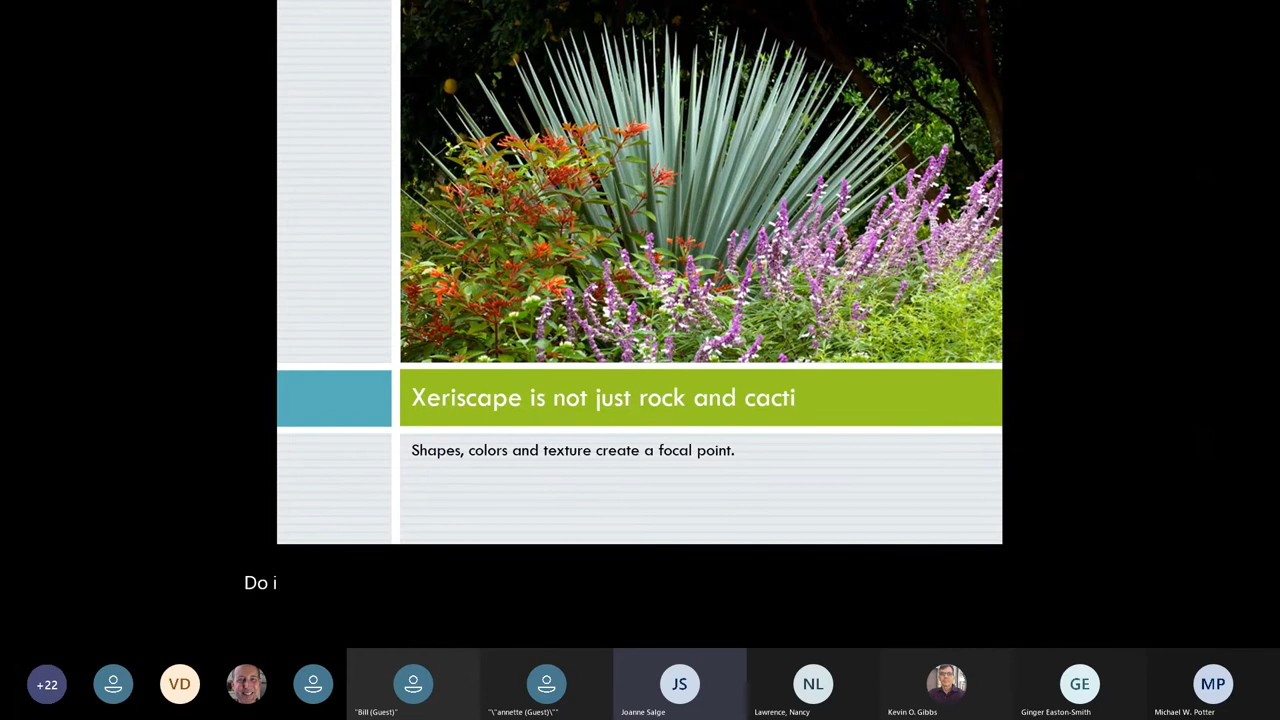 Xeriscape is not just rock and cacti
Shapes, colors and texture create a focal point.
Do i
+22
VD
JS
NL
GE
MP
"Bill (Guest)"
"\"annette (Guest)\""
Joanne Salge
Lawrence, Nancy
Kevin O. Gibbs
Ginger Easton-Smith
Michael W. Potter